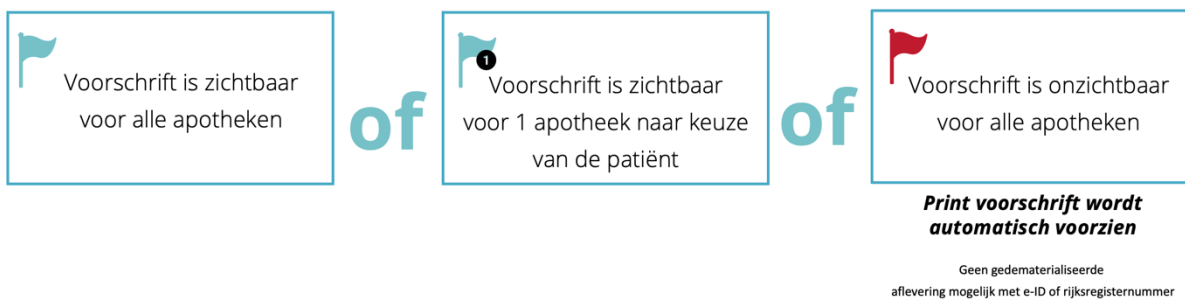 Voorschrift is zichtbaar
voor alle apotheken
of
1
Voorschrift is zichtbaar
voor 1 apotheek naar keuze
van de patiënt
of
Voorschrift is onzichtbaar
voor alle apotheken
Print voorschrift wordt
automatisch voorzien
Geen gedematerialiseerde
aflevering mogelijk met e-ID of rijksregisternummer